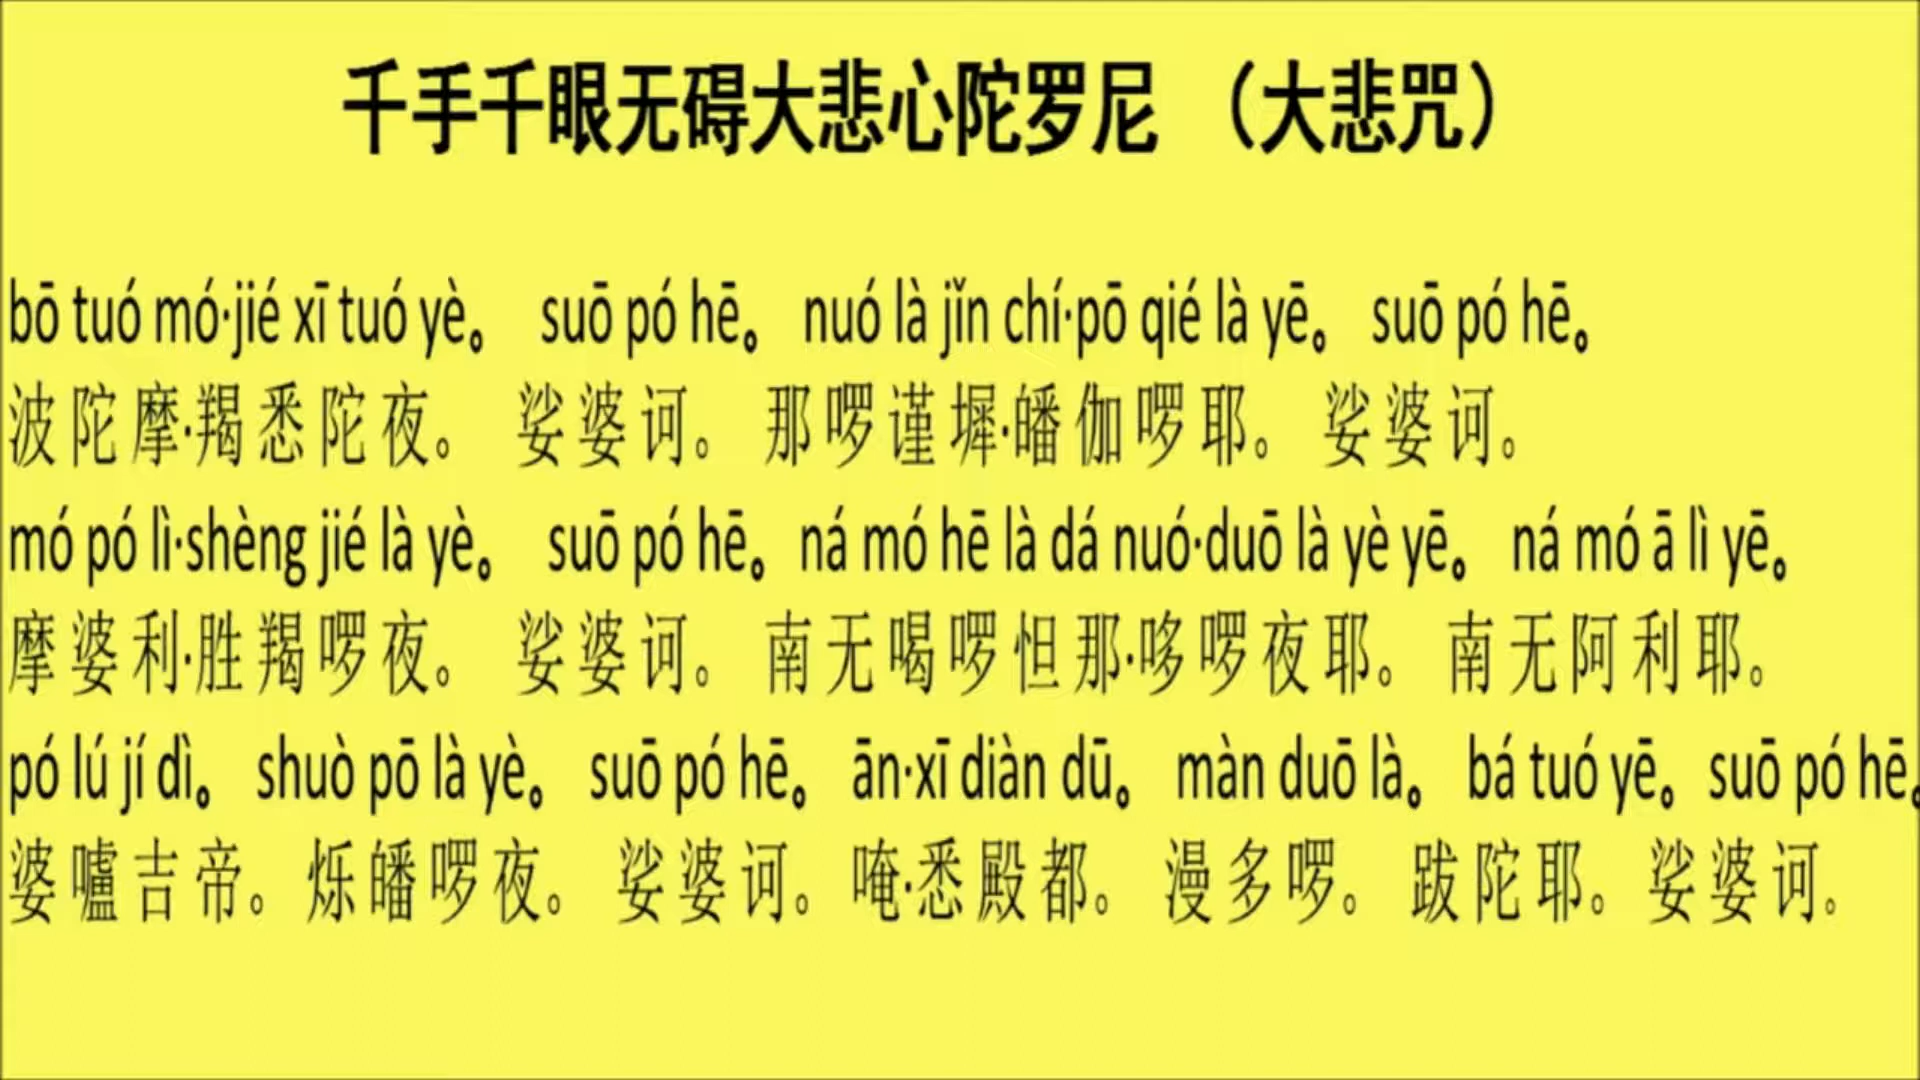 千手千眼无碍大悲心陀罗尼 （大悲咒）
bō tuó mó·jié xī tuó yè。 suō pó hē。 nuó là jǐn chí·pō qié là yē。 suō pó hē。
波陀摩·羯悉陀夜。 娑婆诃。 那啰谨墀·皤伽啰耶。 娑婆诃。
mó pó lì·shèng jié là yè。 suō pó hē。 ná mó hē là dá nuó·duō là yè yē。 ná mó ā lì yē。
摩婆利·胜羯啰夜。 娑婆诃。 南无喝啰怛那·哆啰夜耶。 南无阿利耶。
pó lú jí dì。 shuò pō là yè。 suō pó hē。 ān·xī diàn dū。 màn duō là。 bá tuó yē。 suō pó hē。
婆嚧吉帝。 烁皤啰夜。 娑婆诃。 唵·悉殿都。 漫多啰。 跋陀耶。 娑婆诃。